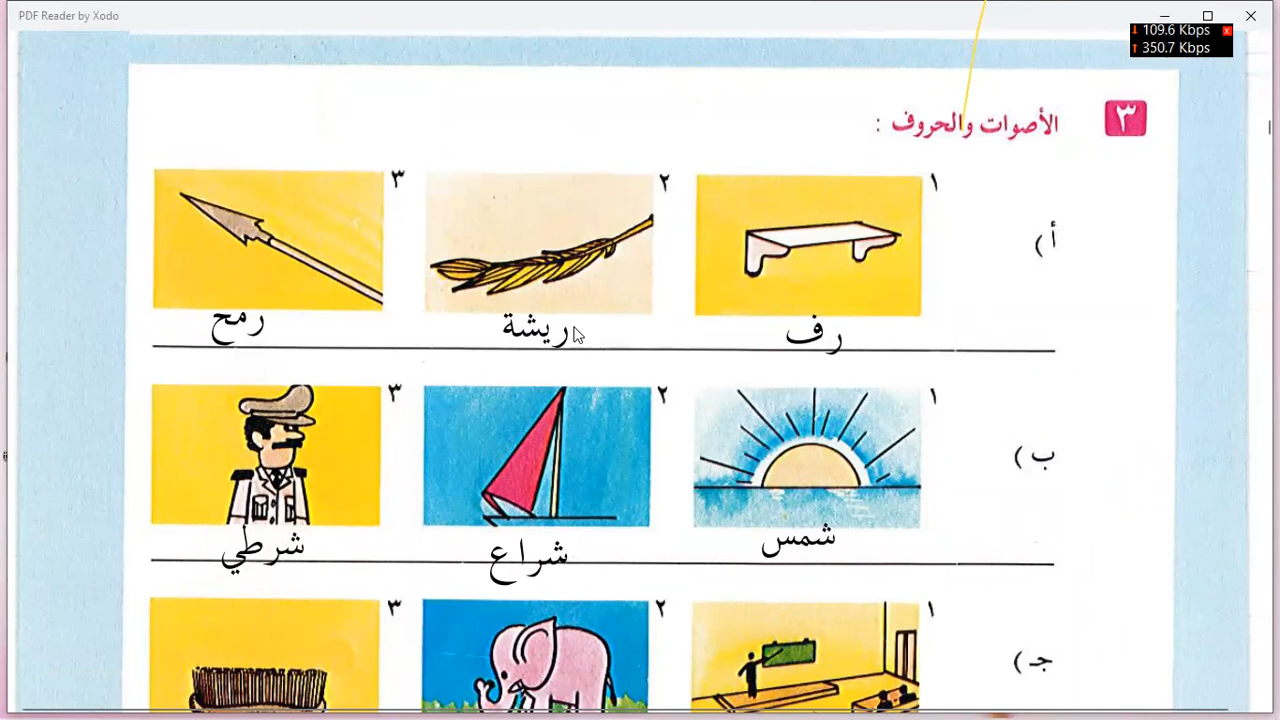 PDF Reader by Xodo
↓ 109.6 Kbps x
↑ 350.7 Kbps
٣ الأصوات والحروف :
أ )
١ ٢ ٣
رف ريشة رمح
ب )
١ ٢ ٣
شمس شراع شرطي
جـ )
١ ٢ ٣